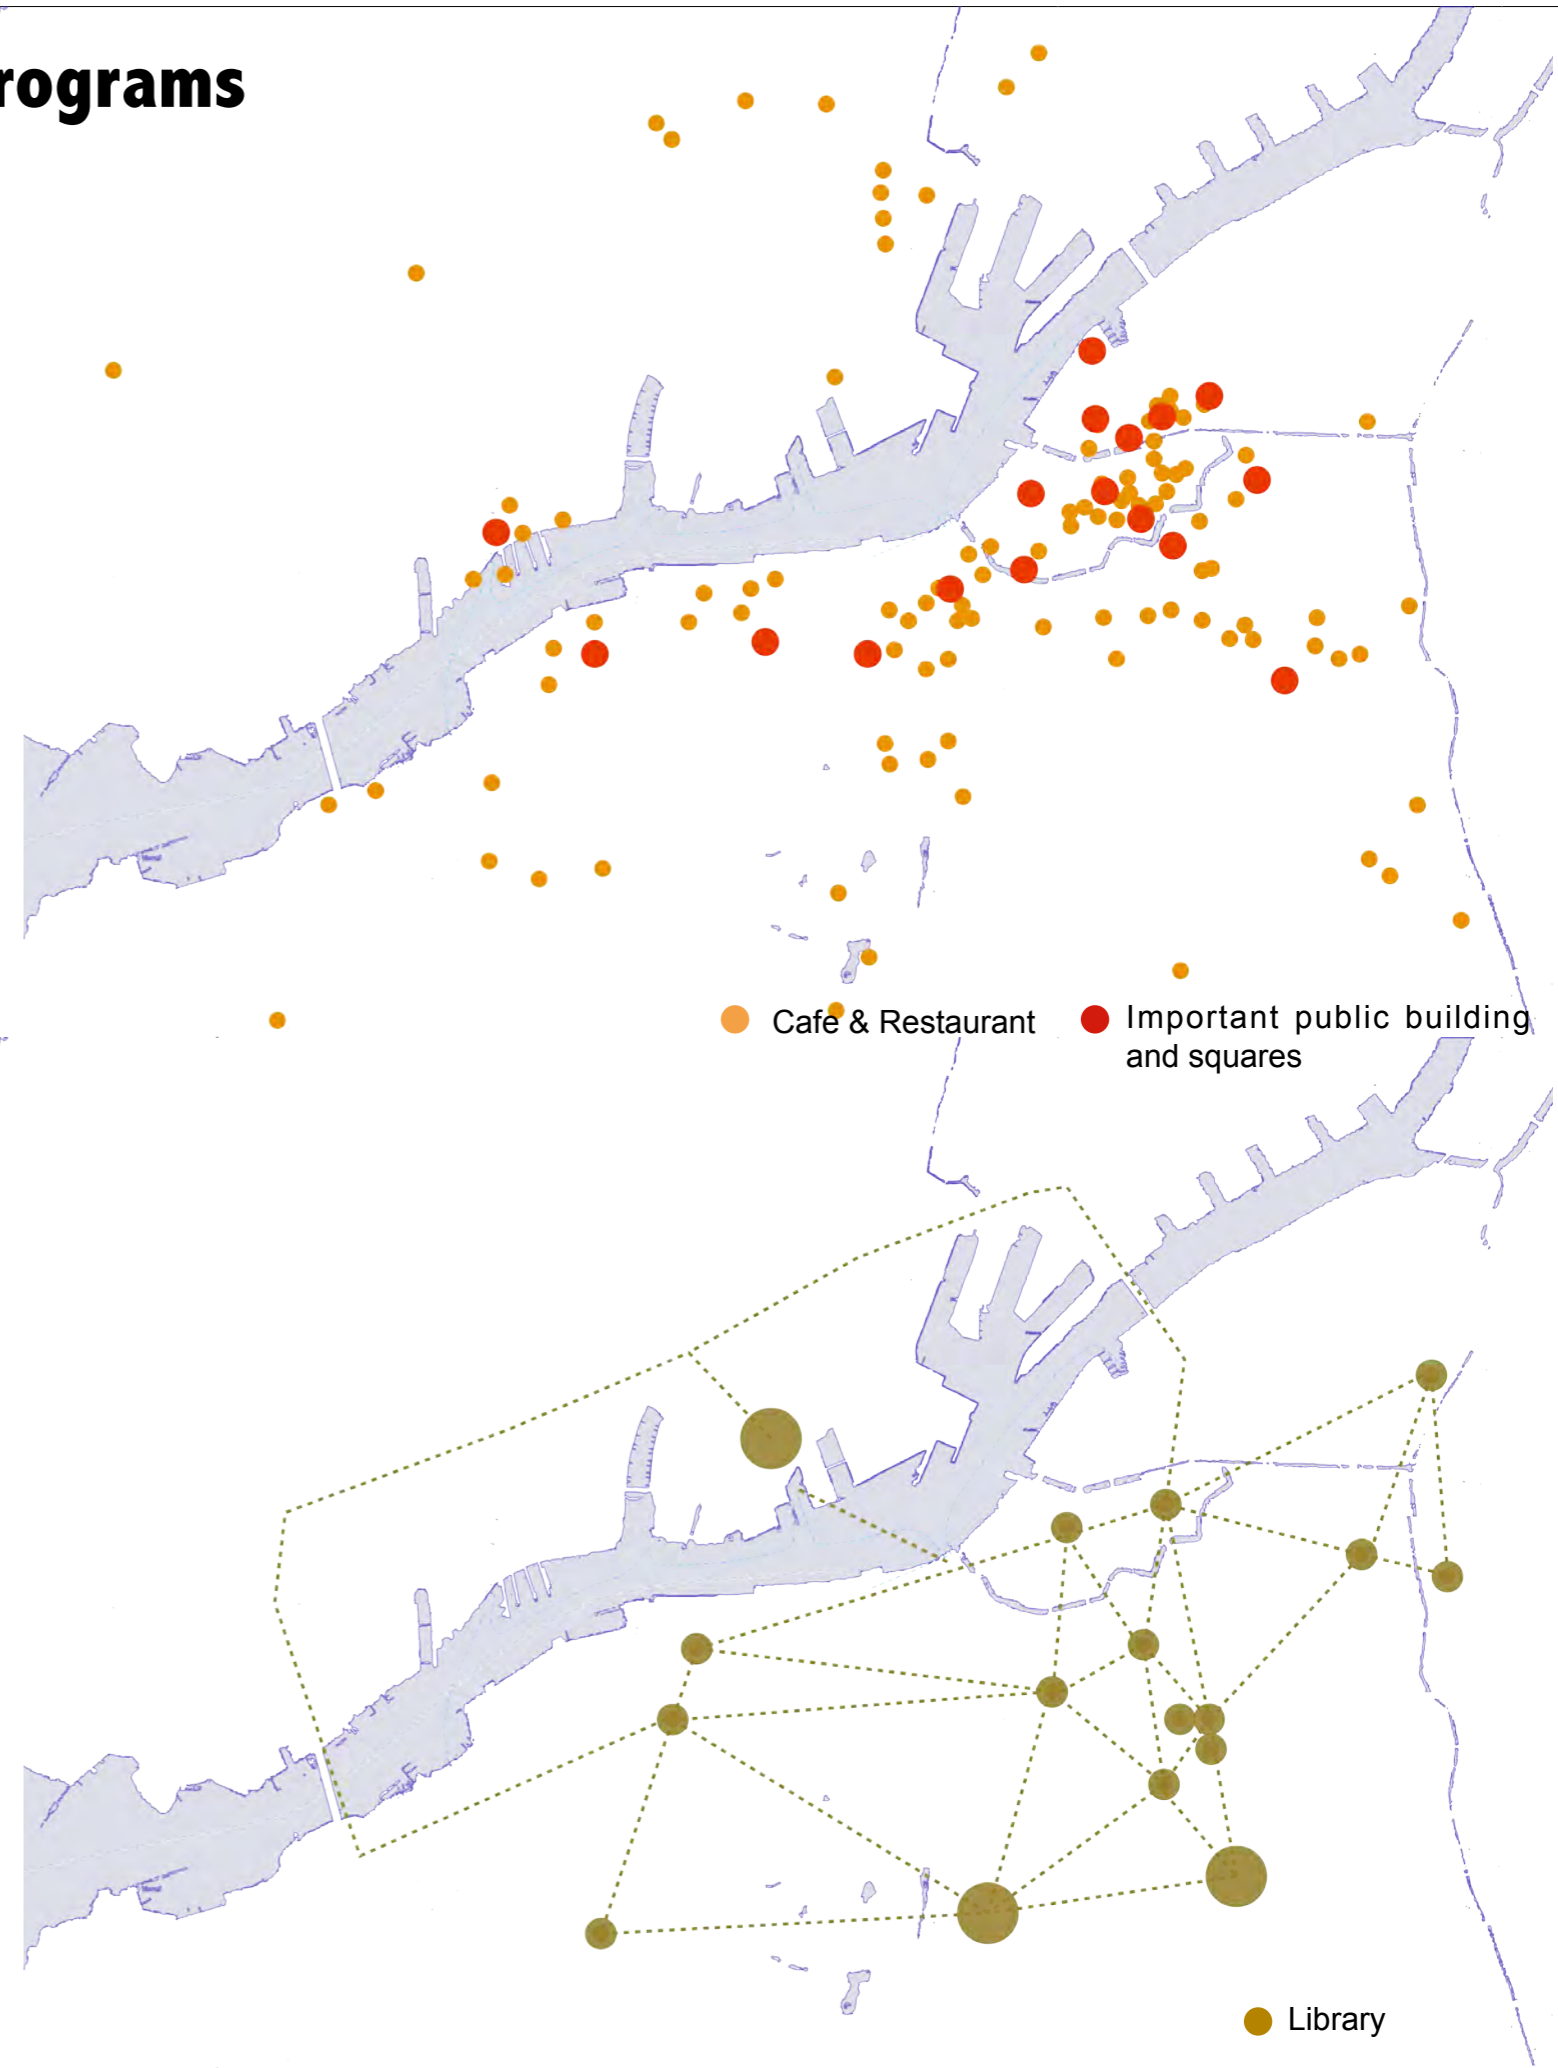 rograms
Cafe & Restaurant
Important public building
and squares
Library